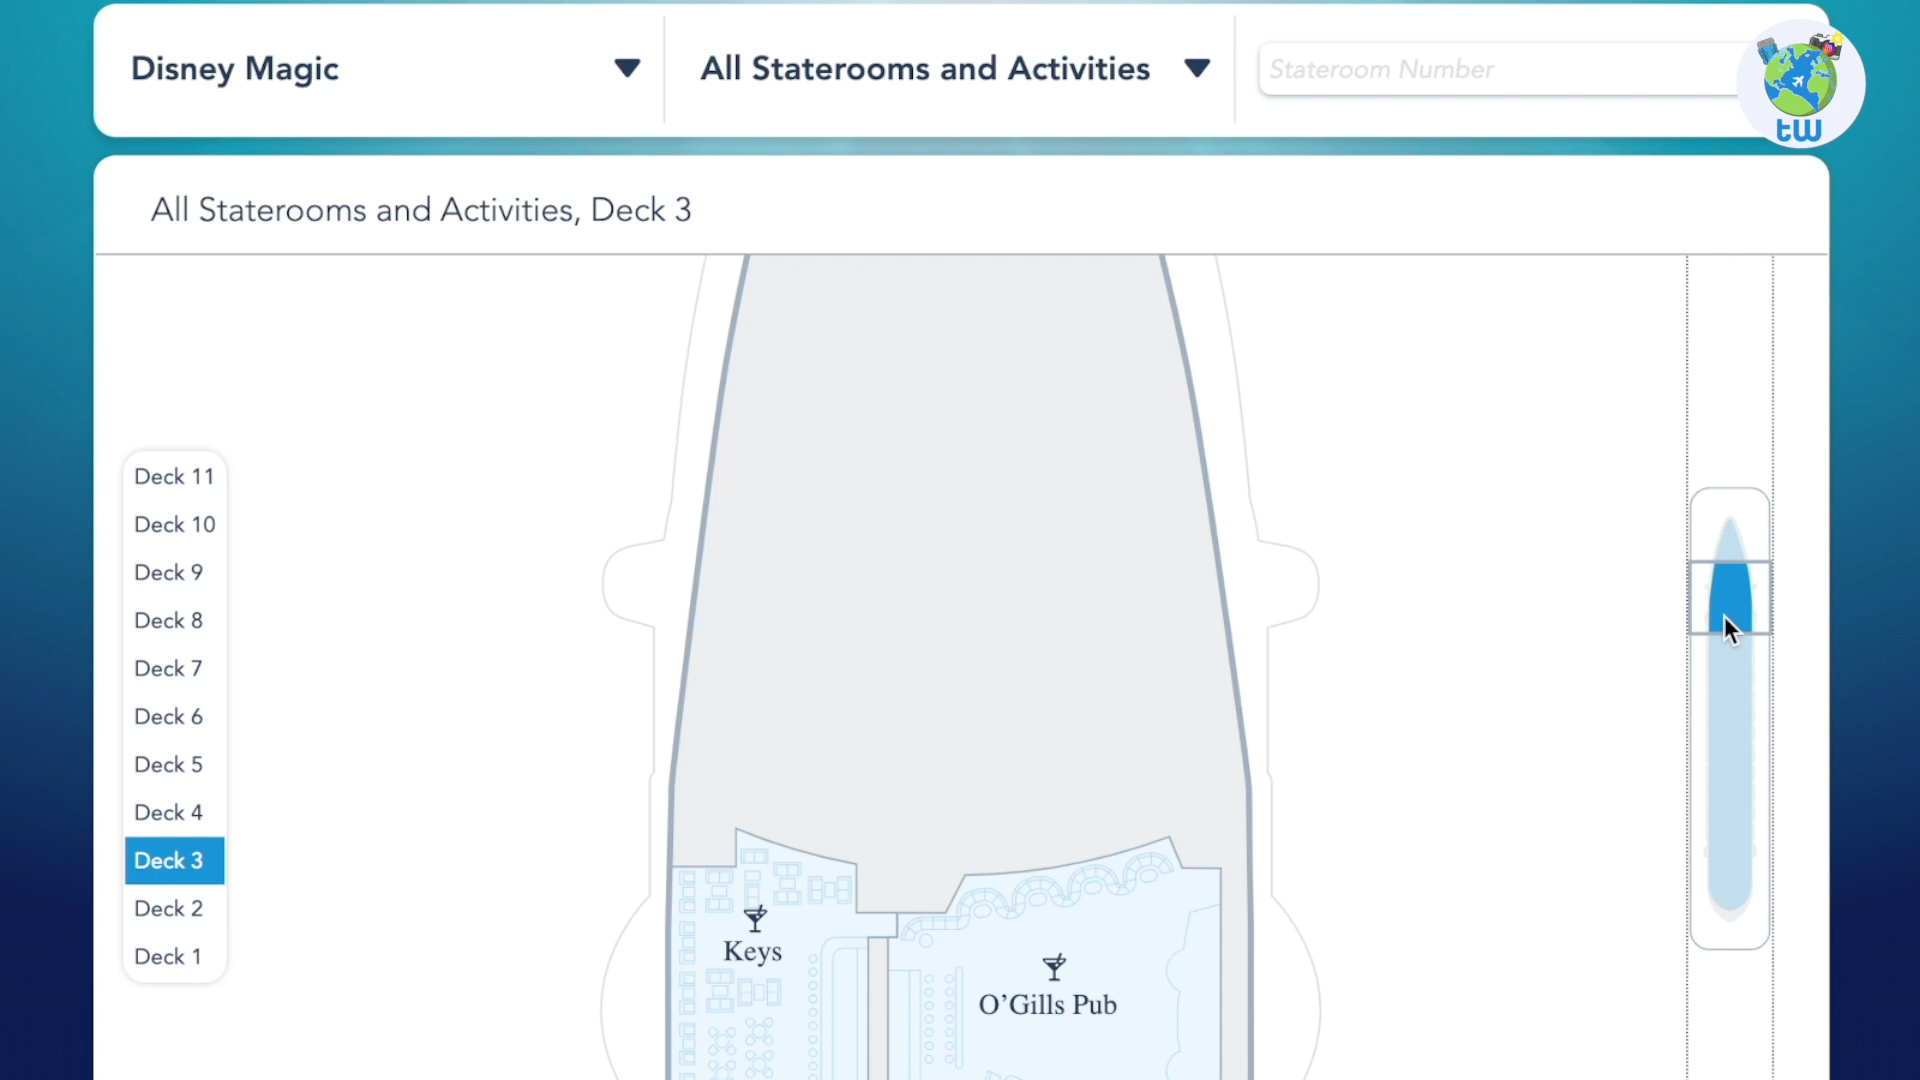 Disney Magic
All Staterooms and Activities
Stateroom Number
tw
All Staterooms and Activities, Deck 3
Deck 11
Deck 10
Deck 9
Deck 8
Deck 7
Deck 6
Deck 5
Deck 4
Deck 3
Deck 2
Deck 1
Keys
O’Gills Pub